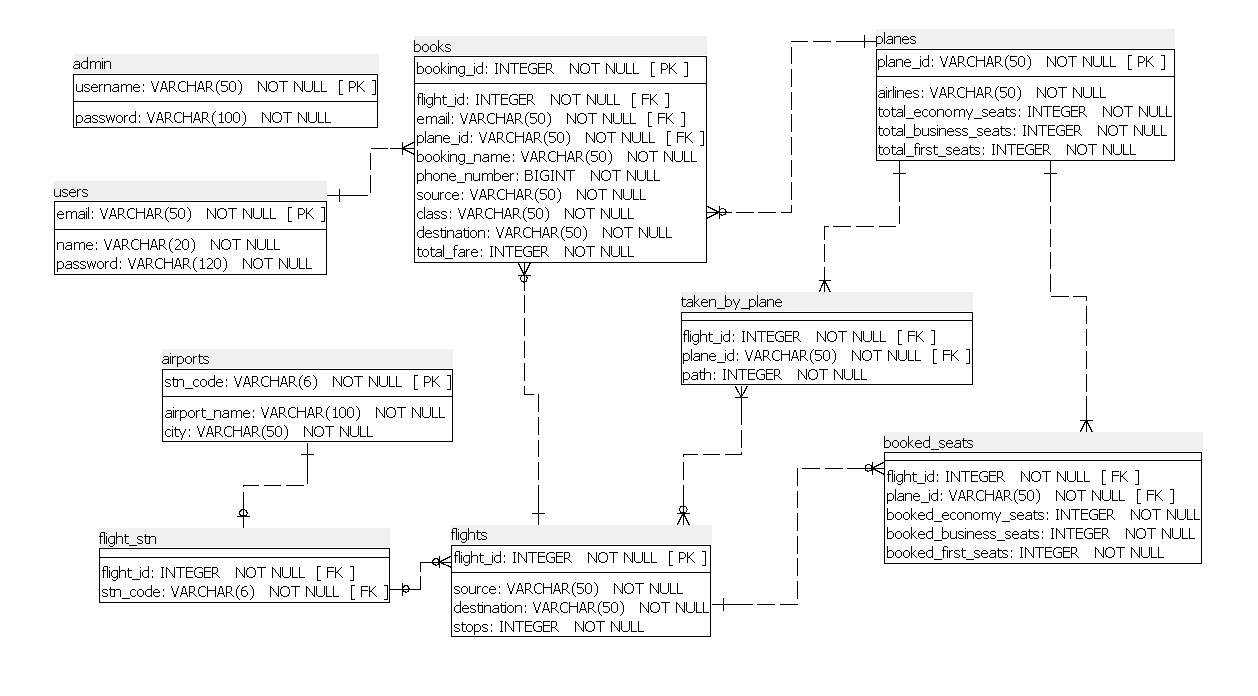 admin
username: VARCHAR(50) NOT NULL [ PK ]
password: VARCHAR(100) NOT NULL
books
booking_id: INTEGER NOT NULL [ PK ]
flight_id: INTEGER NOT NULL [ FK ]
email: VARCHAR(50) NOT NULL [ FK ]
plane_id: VARCHAR(50) NOT NULL [ FK ]
booking_name: VARCHAR(50) NOT NULL
phone_number: BIGINT NOT NULL
source: VARCHAR(50) NOT NULL
class: VARCHAR(50) NOT NULL
destination: VARCHAR(50) NOT NULL
total_fare: INTEGER NOT NULL
planes
plane_id: VARCHAR(50) NOT NULL [ PK ]
airlines: VARCHAR(50) NOT NULL
total_economy_seats: INTEGER NOT NULL
total_business_seats: INTEGER NOT NULL
total_first_seats: INTEGER NOT NULL
users
email: VARCHAR(50) NOT NULL [ PK ]
name: VARCHAR(20) NOT NULL
password: VARCHAR(120) NOT NULL
taken_by_plane
flight_id: INTEGER NOT NULL [ FK ]
plane_id: VARCHAR(50) NOT NULL [ FK ]
path: INTEGER NOT NULL
airports
stn_code: VARCHAR(6) NOT NULL [ PK ]
airport_name: VARCHAR(100) NOT NULL
city: VARCHAR(50) NOT NULL
booked_seats
flight_id: INTEGER NOT NULL [ FK ]
plane_id: VARCHAR(50) NOT NULL [ FK ]
booked_economy_seats: INTEGER NOT NULL
booked_business_seats: INTEGER NOT NULL
booked_first_seats: INTEGER NOT NULL
flight_stn
flight_id: INTEGER NOT NULL [ FK ]
stn_code: VARCHAR(6) NOT NULL [ FK ]
flights
flight_id: INTEGER NOT NULL [ PK ]
source: VARCHAR(50) NOT NULL
destination: VARCHAR(50) NOT NULL
stops: INTEGER NOT NULL